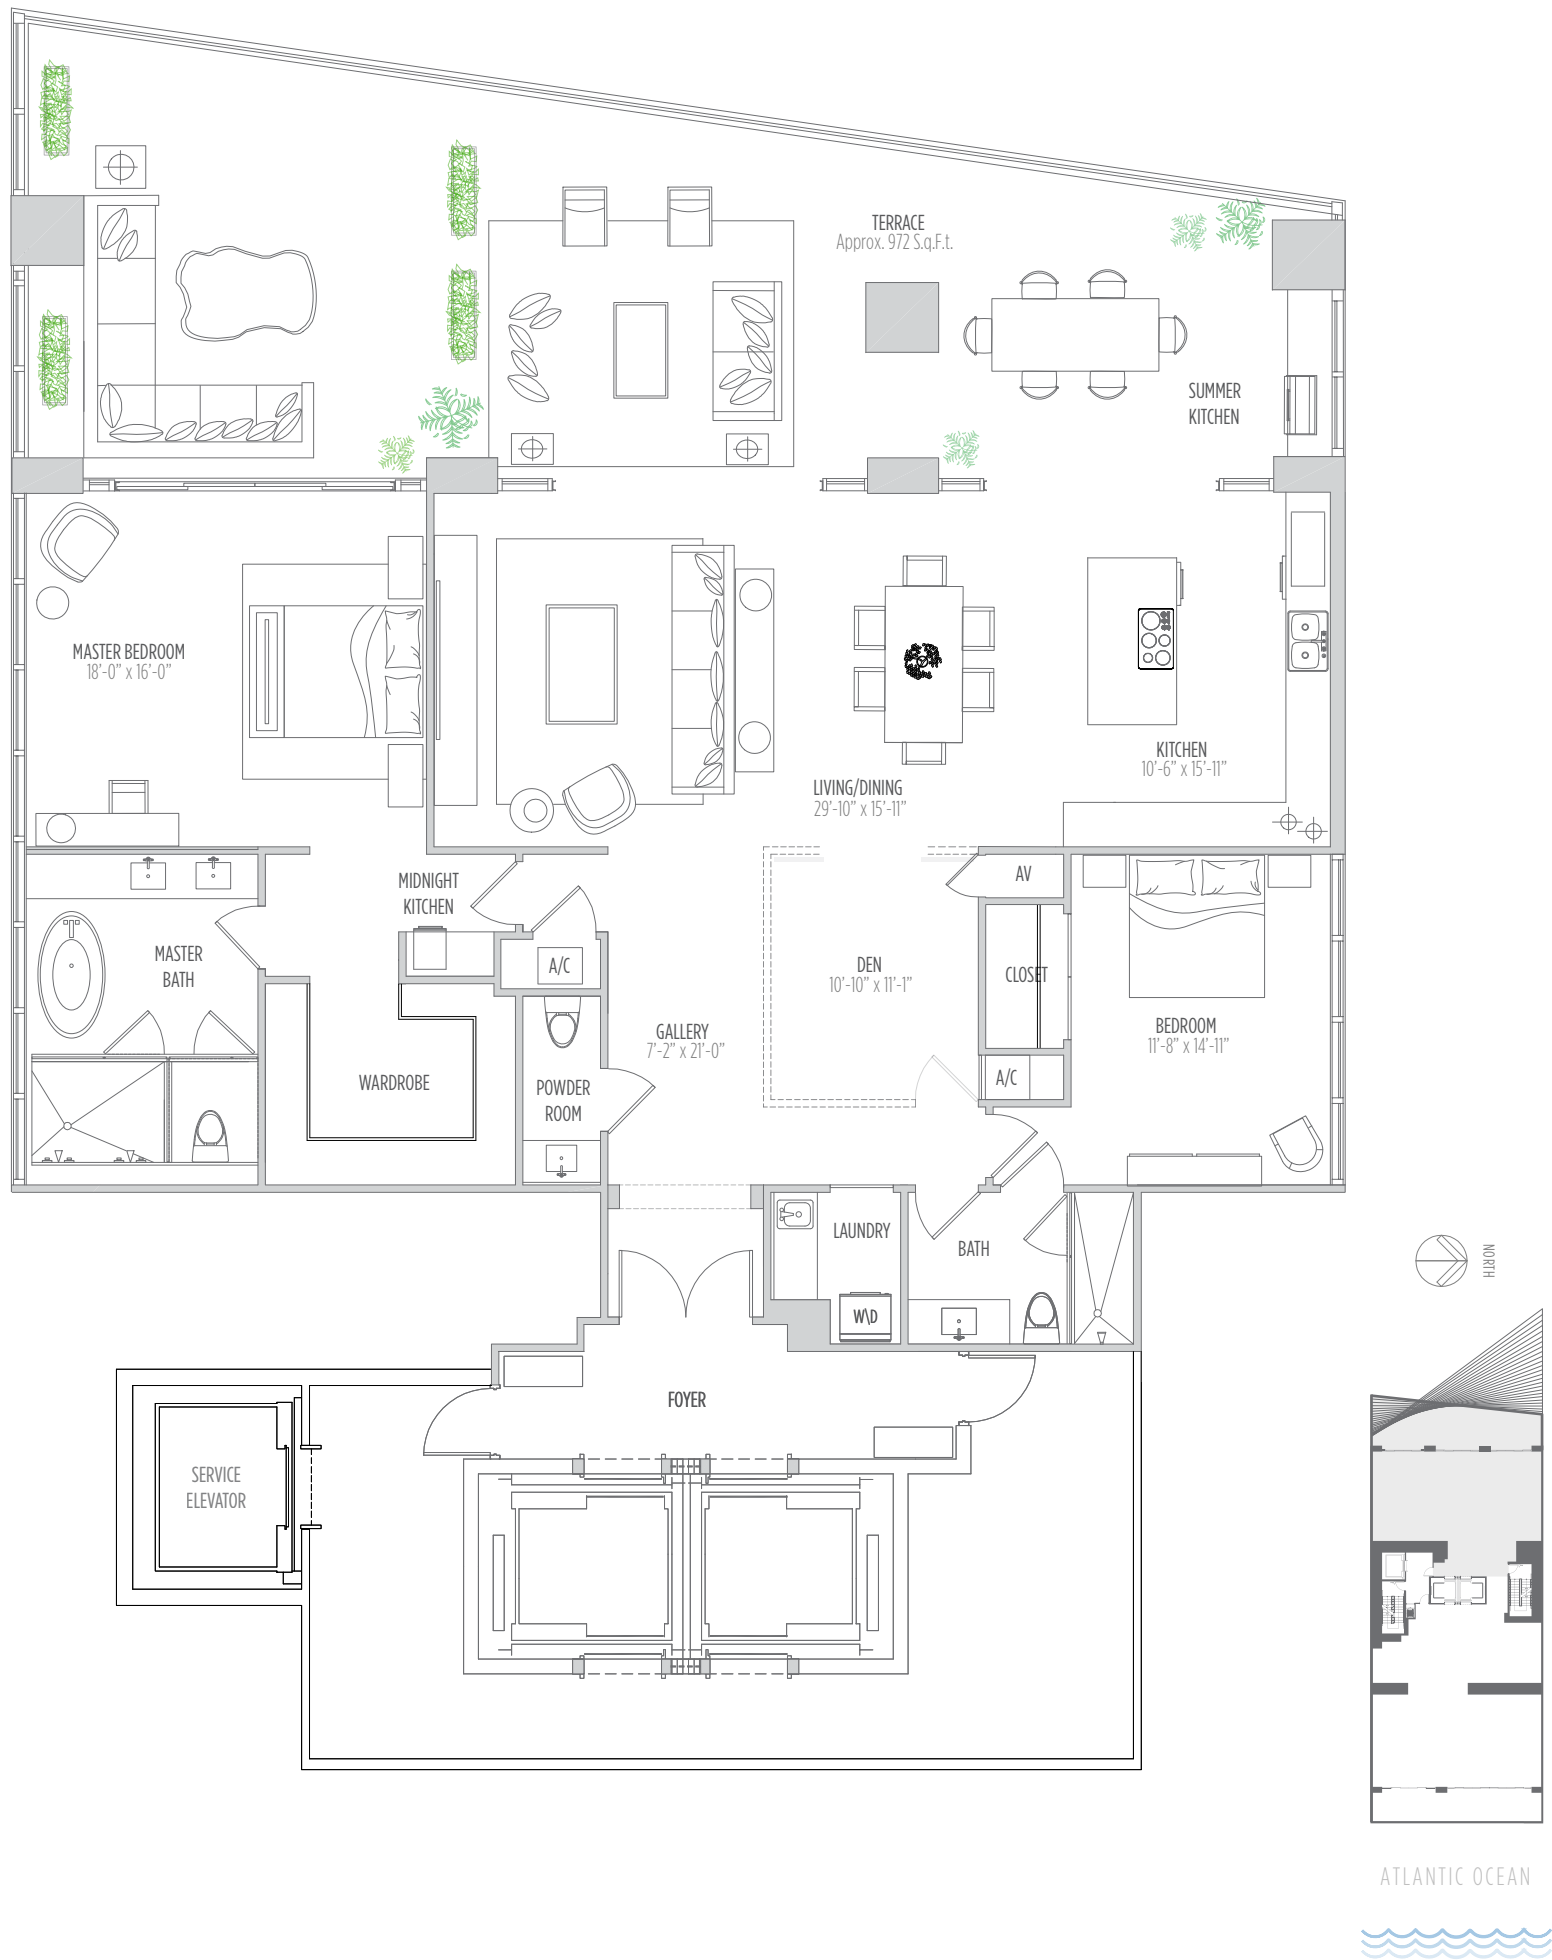 TERRACE
Approx. 972 S.q.F.t.
SUMMER
KITCHEN
MASTER BEDROOM
18'-0" x 16'-0"
KITCHEN
10'-6" x 15'-11"
LIVING/DINING
29'-10" x 15'-11"
MIDNIGHT
KITCHEN
AV
MASTER
BATH
A/C
DEN
10'-10" x 11'-1"
CLOSET
GALLERY
7'-2" x 21'-0"
BEDROOM
11'-8" x 14'-11"
WARDROBE
POWDER
ROOM
A/C
LAUNDRY
BATH
W\D
NORTH
FOYER
SERVICE
ELEVATOR
ATLANTIC OCEAN